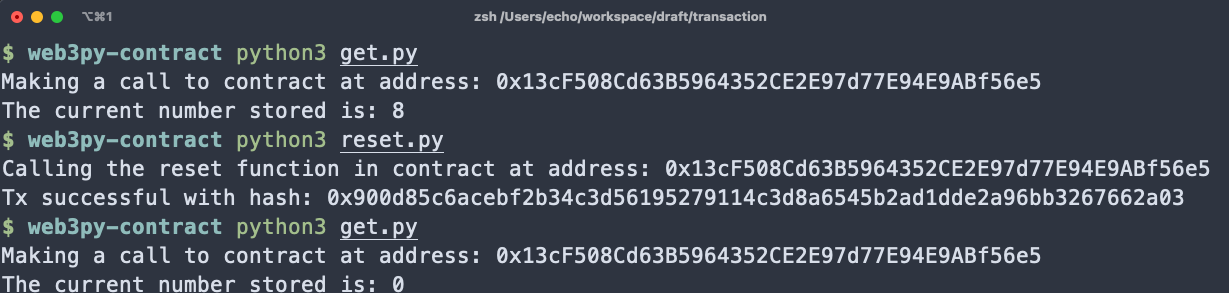 ⌥⌘1
zsh /Users/echo/workspace/draft/transaction
$ web3py-contract python3 get.py
Making a call to contract at address: 0x13cF508Cd63B5964352CE2E97d77E94E9ABf56e5
The current number stored is: 8
$ web3py-contract python3 reset.py
Calling the reset function in contract at address: 0x13cF508Cd63B5964352CE2E97d77E94E9ABf56e5
Tx successful with hash: 0x900d85c6acebf2b34c3d56195279114c3d8a6545b2ad1dde2a96bb3267662a03
$ web3py-contract python3 get.py
Making a call to contract at address: 0x13cF508Cd63B5964352CE2E97d77E94E9ABf56e5
The current number stored is: 0